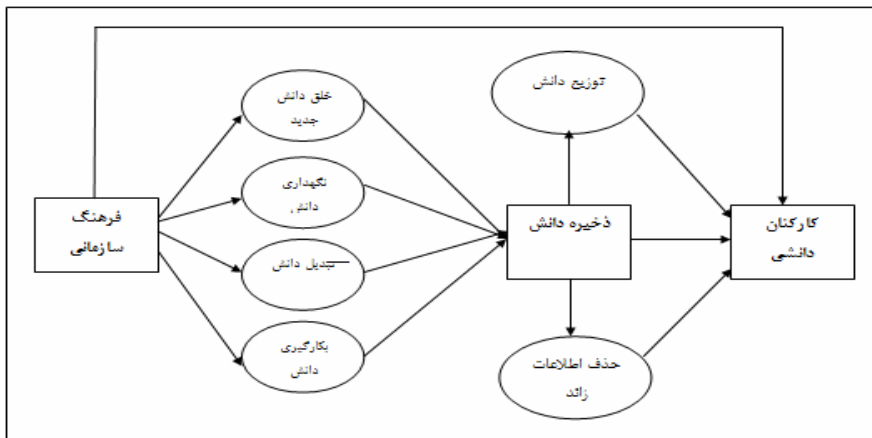 خلق دانش
جدید
توزیع دانش
نگهداری
دانش
فرهنگ
سازمانی
ذخیره دانش
کارکنان
دانشی
تبدیل دانش
بکارگیری
دانش
حذف اطلاعات
زائد